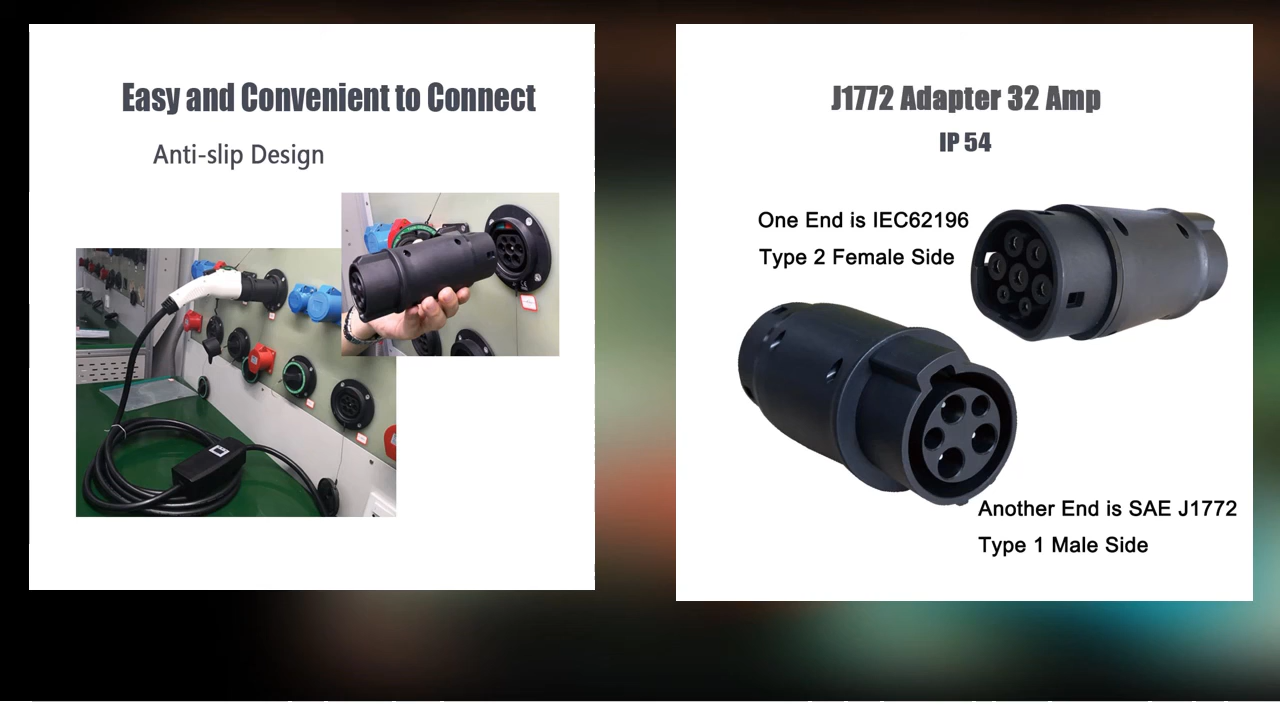 Easy and Convenient to Connect
Anti-slip Design
J1772 Adapter 32 Amp
IP 54
One End is IEC62196
Type 2 Female Side
Another End is SAE J1772
Type 1 Male Side